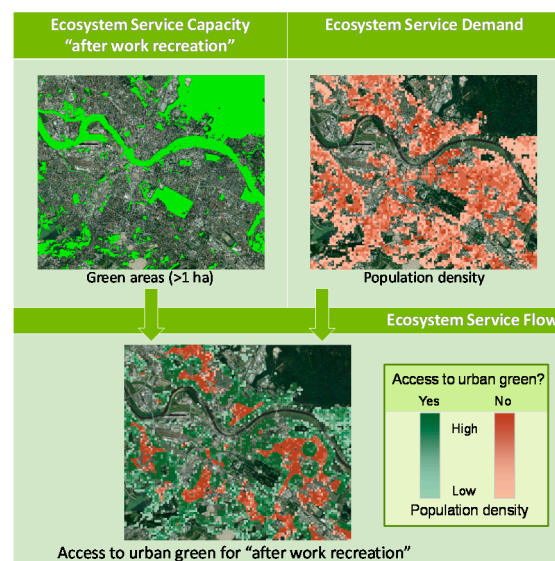 Ecosystem Service Capacity
“after work recreation”
Ecosystem Service Demand
Green areas (>1 ha)
Population density
Ecosystem Service Flow
Access to urban green?
Yes
No
High
Low
Population density
Access to urban green for “after work recreation”